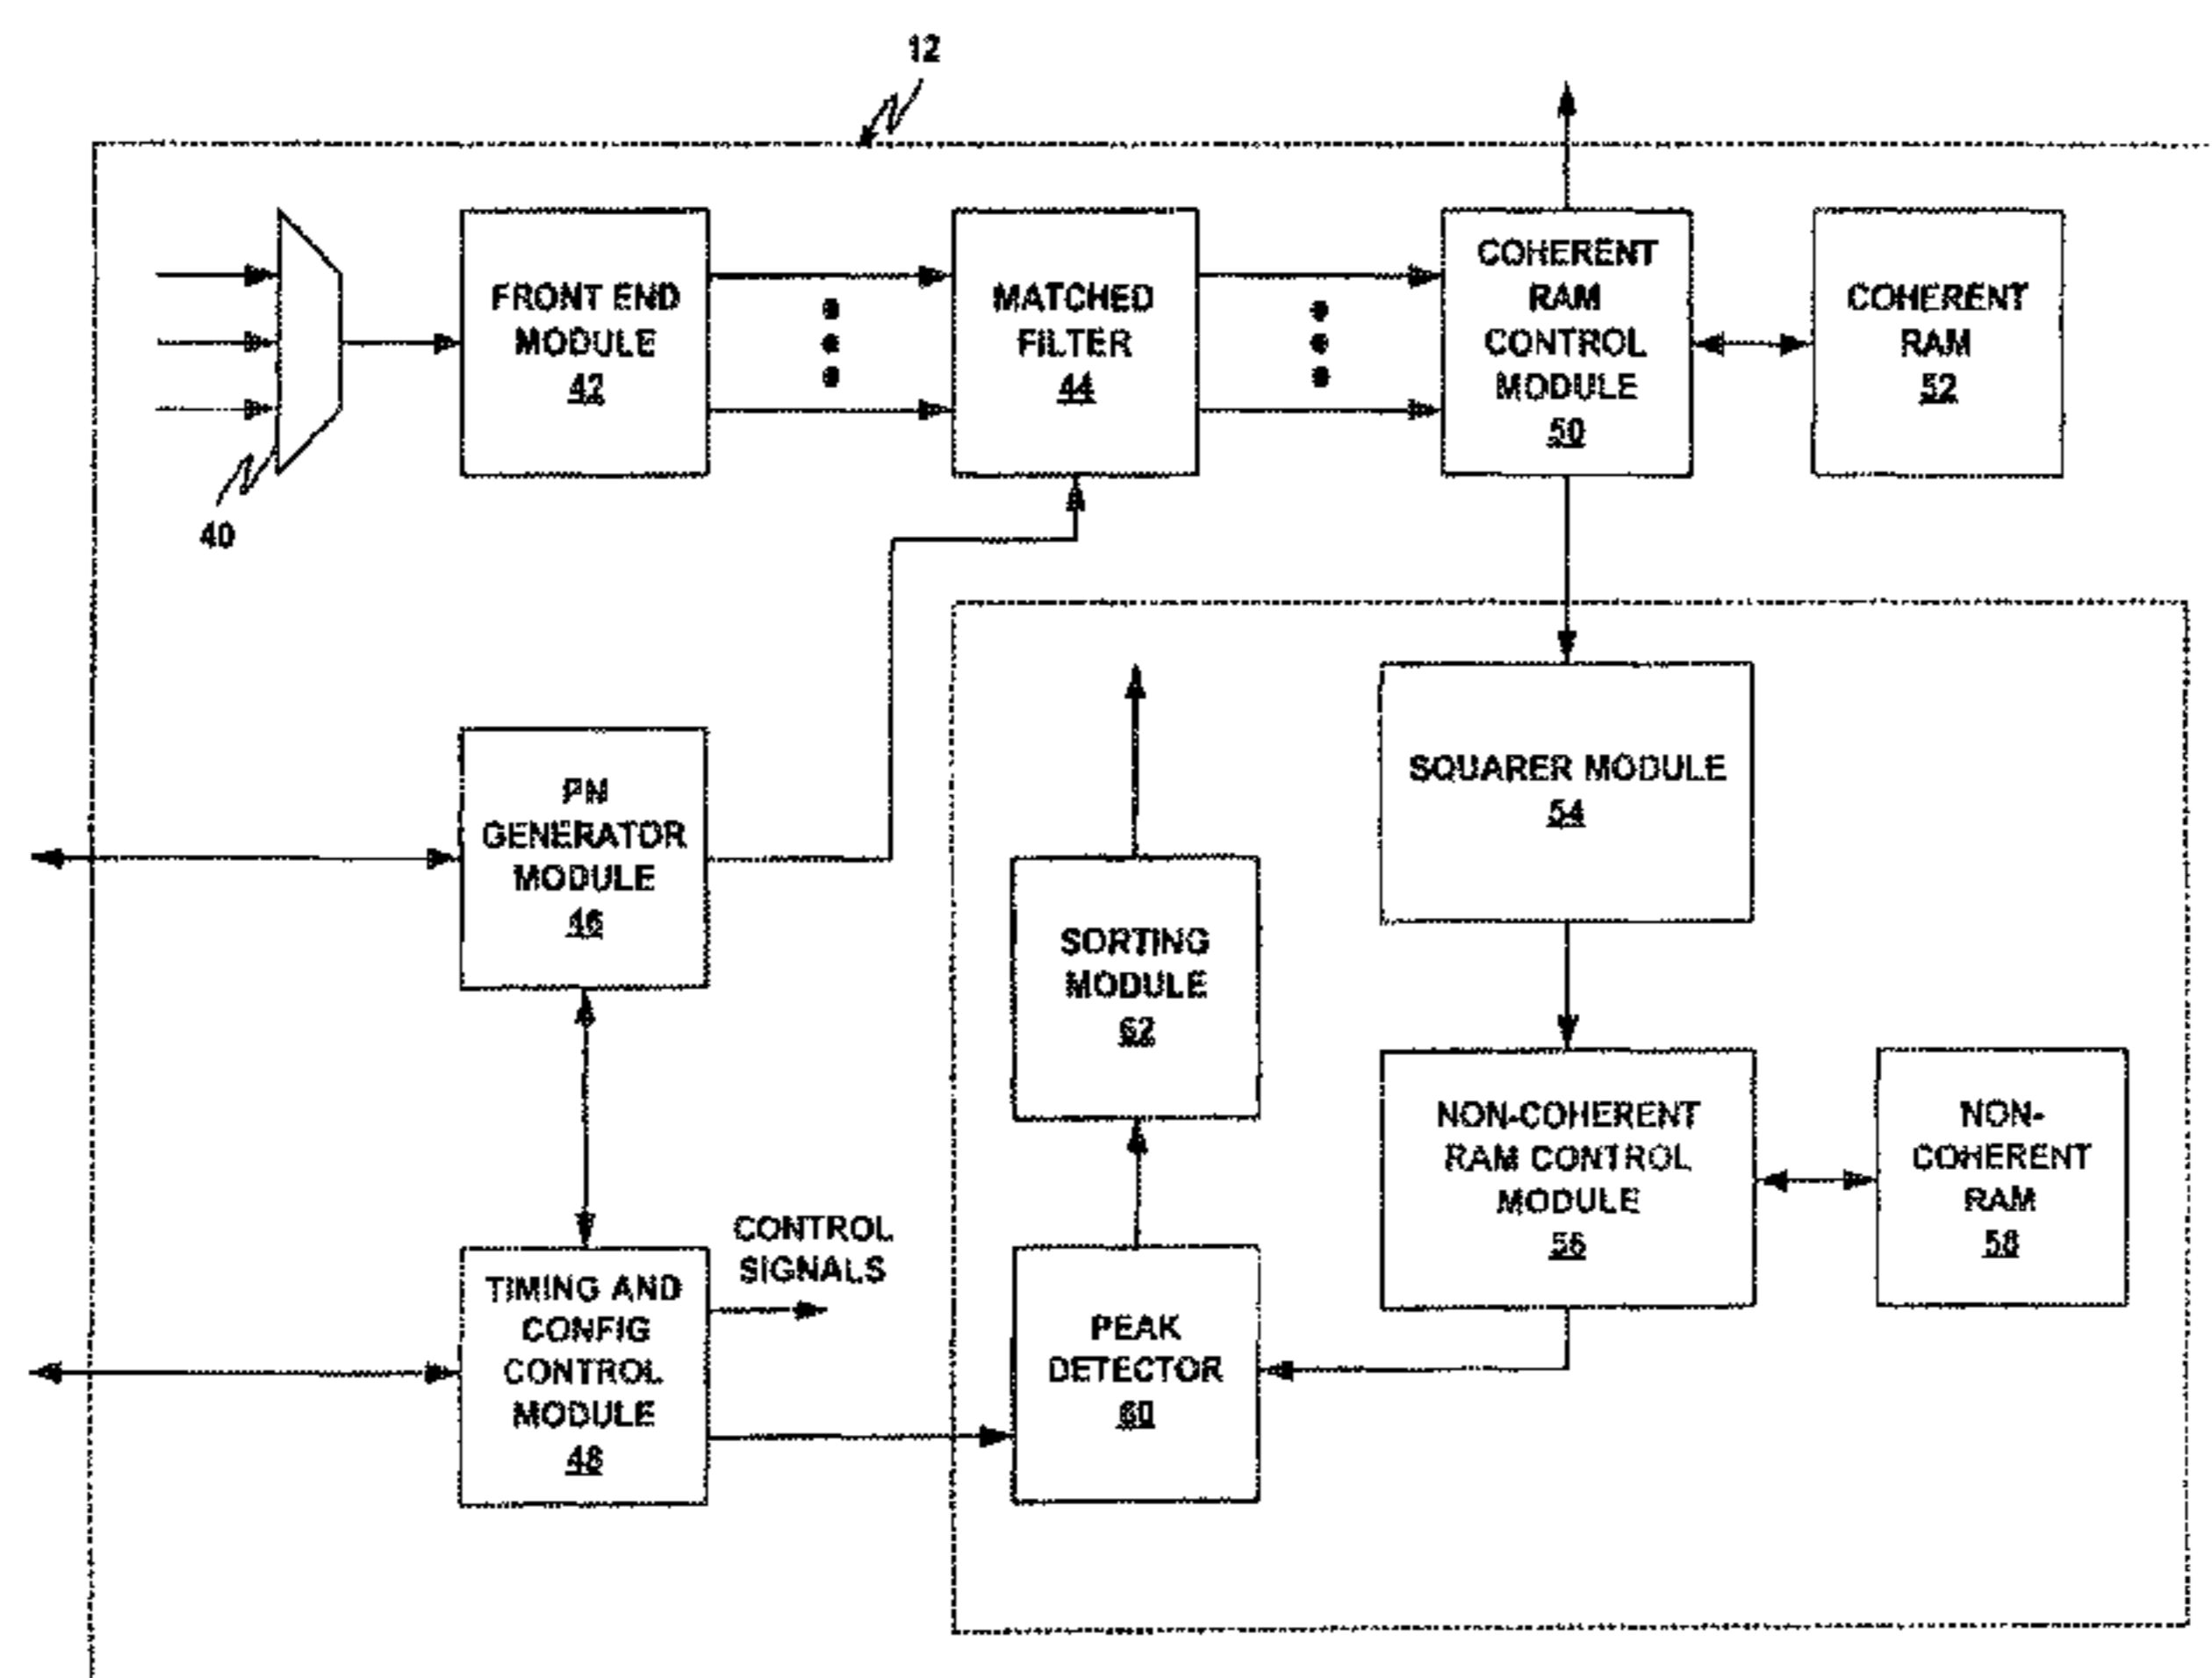 12
FRONT END
MODULE
42
MATCHED
FILTER
44
COHERENT
RAM
CONTROL
MODULE
50
COHERENT
RAM
52
40
PN
GENERATOR
MODULE
46
SQUARER MODULE
54
SORTING
MODULE
62
NON-COHERENT
RAM CONTROL
MODULE
56
NON-
COHERENT
RAM
58
CONTROL
SIGNALS
TIMING AND
CONFIG
CONTROL
MODULE
48
PEAK
DETECTOR
60